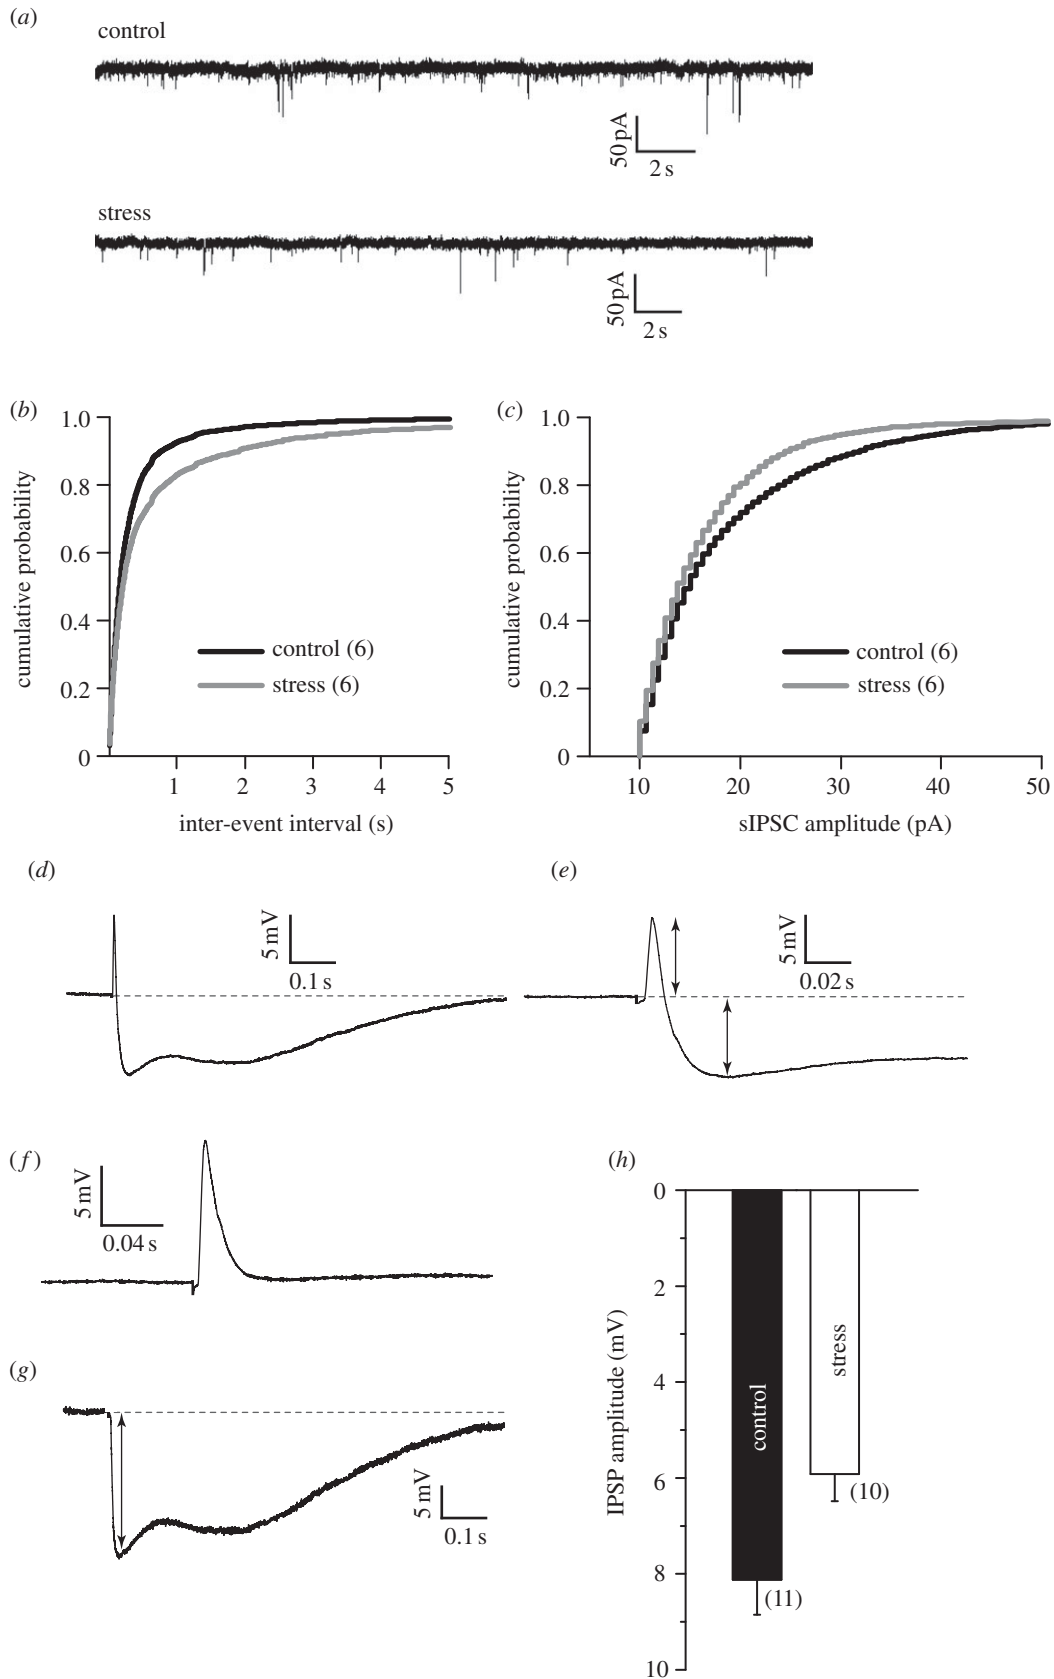 (a)
control
50 pA
2 s
stress
50 pA
2 s
(b)
1.0
0.8
0.6
0.4
0.2
0
cumulative probability
control (6)
stress (6)
1 2 3 4 5
inter-event interval (s)
(c)
1.0
0.8
0.6
0.4
0.2
0
cumulative probability
control (6)
stress (6)
10 20 30 40 50
sIPSC amplitude (pA)
(d)
5 mV
0.1 s
(e)
5 mV
0.02 s
(f)
5 mV
0.04 s
(g)
5 mV
0.1 s
(h)
0
2
4
6
8
10
IPSP amplitude (mV)
control
stress
(10)
(11)